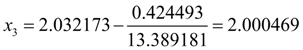 x₃ = 2.032173 − 0.424493/13.389181 = 2.000469